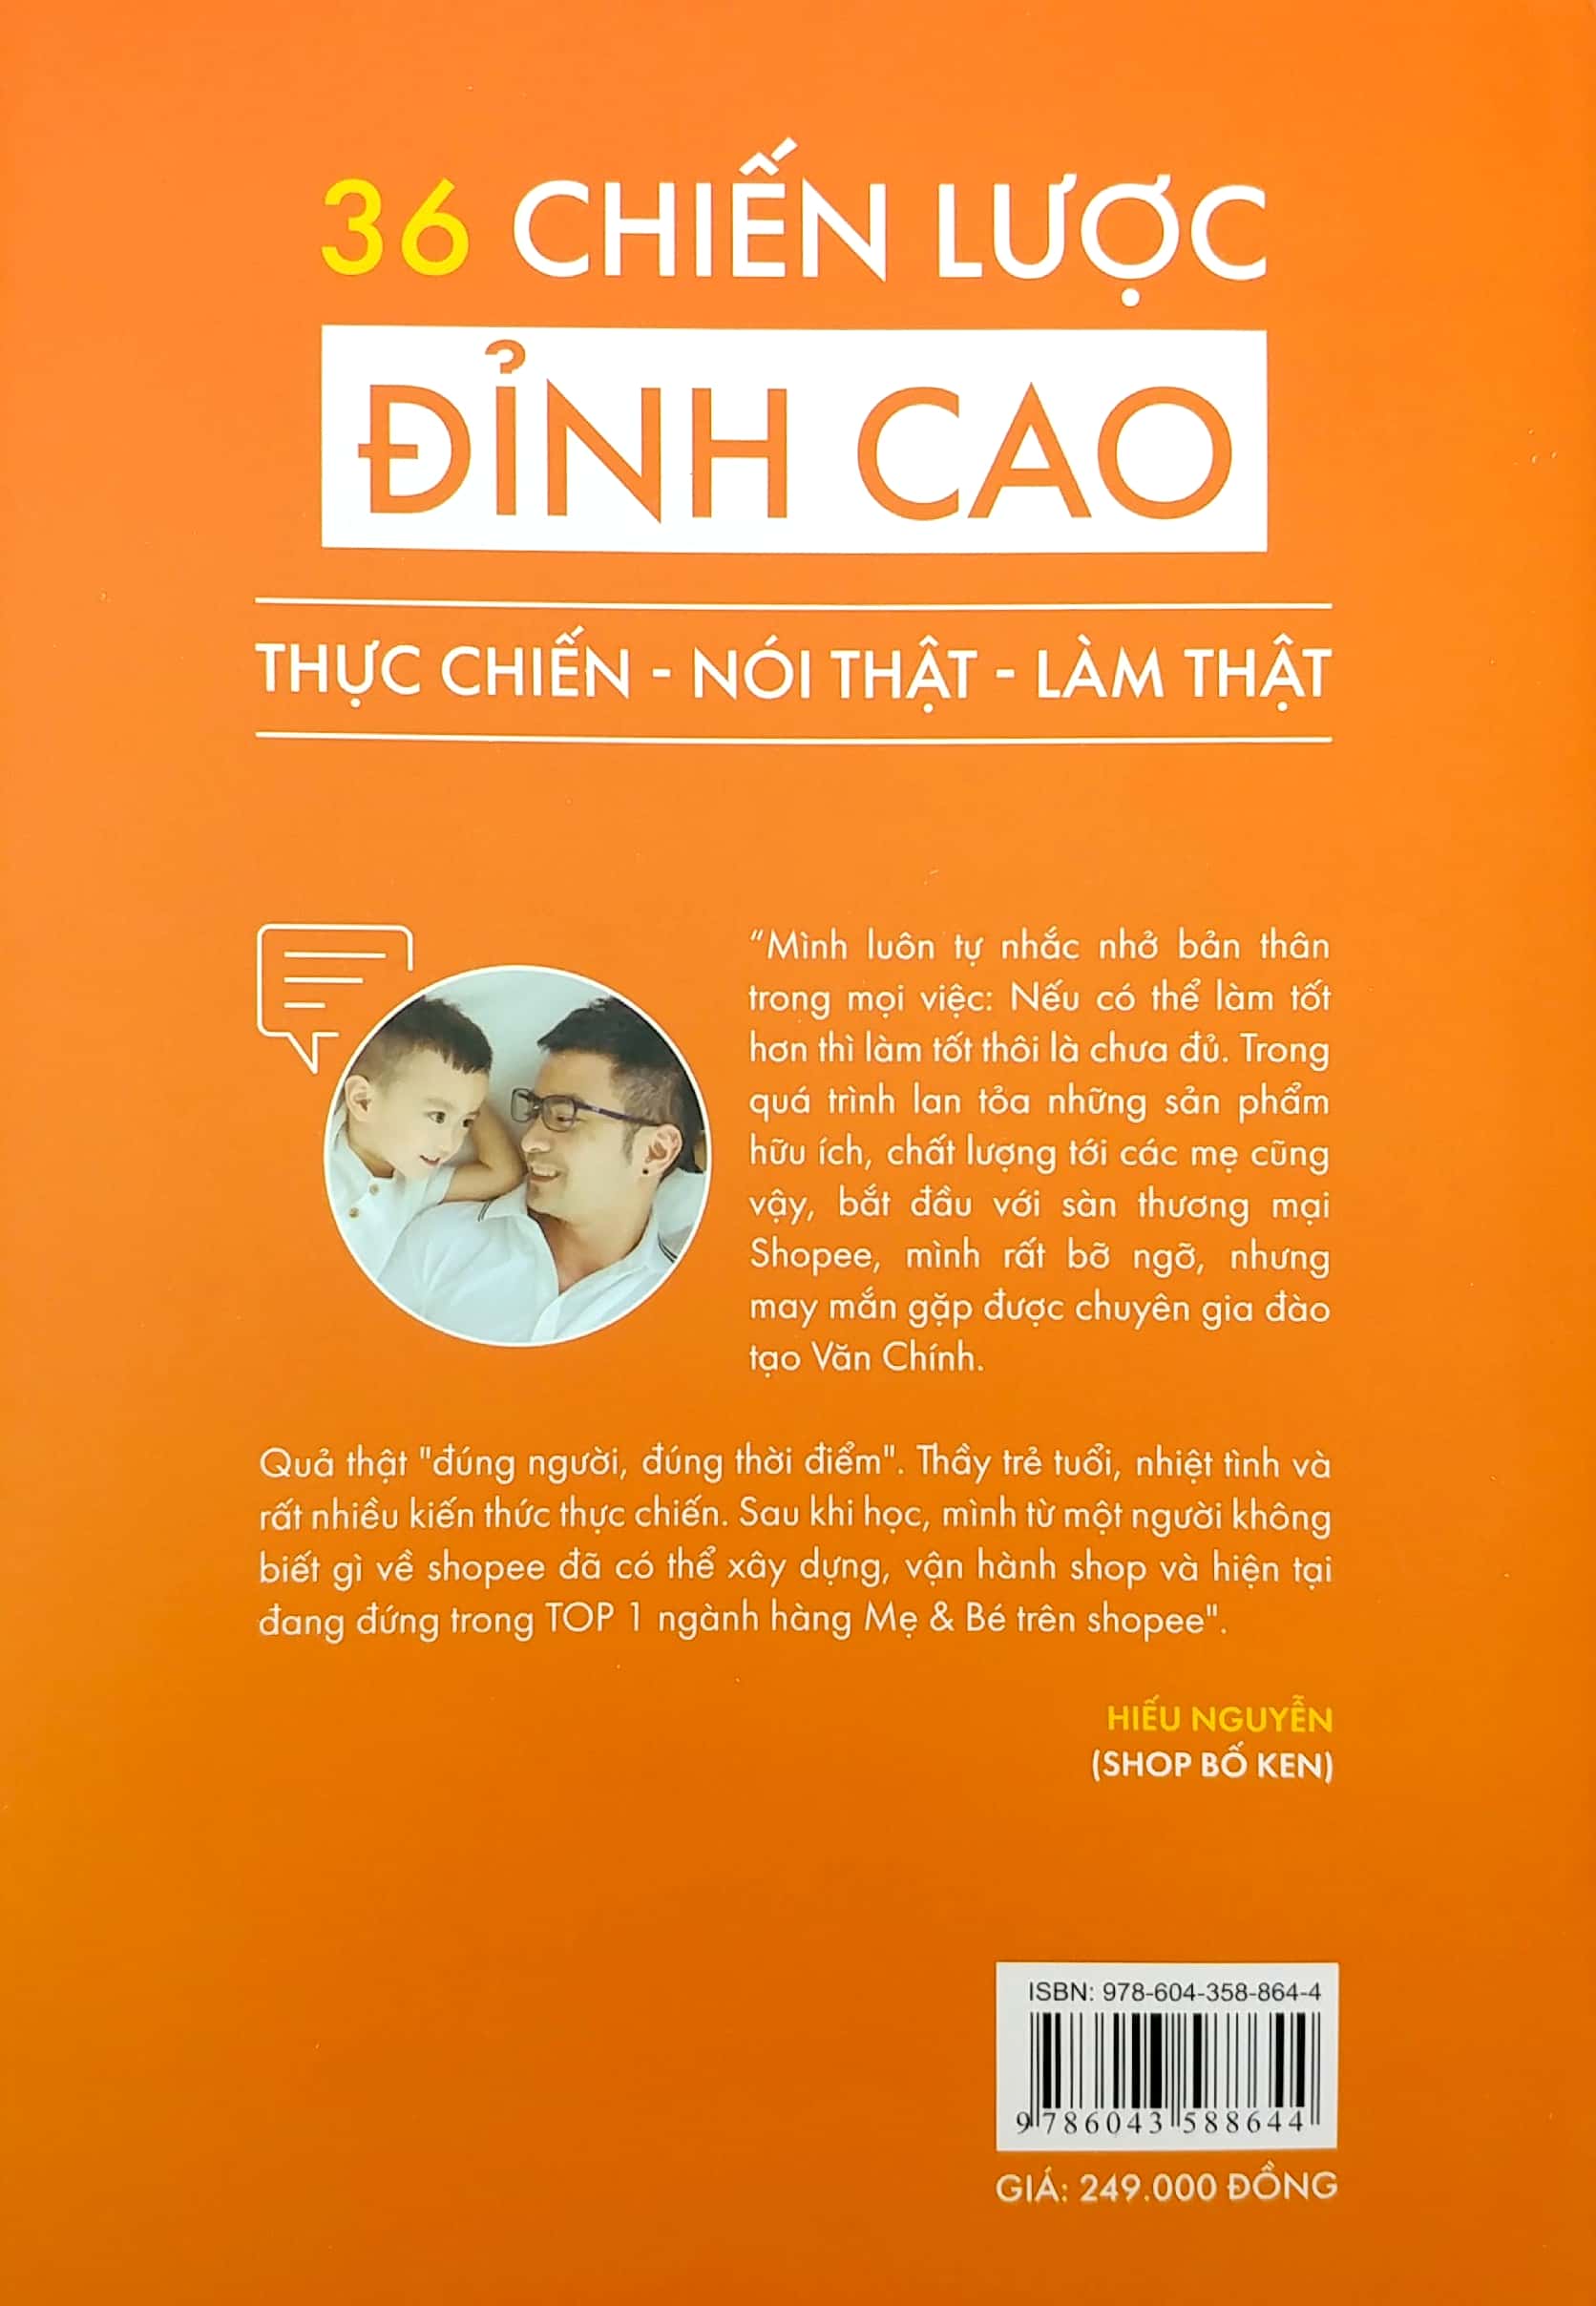 36 CHIẾN LƯỢC
ĐỈNH CAO
THỰC CHIẾN - NÓI THẬT - LÀM THẬT
“Mình luôn tự nhắc nhở bản thân
trong mọi việc: Nếu có thể làm tốt
hơn thì làm tốt thôi là chưa đủ. Trong
quá trình lan tỏa những sản phẩm
hữu ích, chất lượng tới các mẹ cũng
vậy, bắt đầu với sàn thương mại
Shopee, mình rất bỡ ngỡ, nhưng
may mắn gặp được chuyên gia đào
tạo Văn Chính.
Quả thật "đúng người, đúng thời điểm". Thầy trẻ tuổi, nhiệt tình và
rất nhiều kiến thức thực chiến. Sau khi học, mình từ một người không
biết gì về shopee đã có thể xây dựng, vận hành shop và hiện tại
đang đứng trong TOP 1 ngành hàng Mẹ & Bé trên shopee".
HIẾU NGUYỄN
(SHOP BỐ KEN)
ISBN: 978-604-358-864-4
9 786043 588644
GIÁ: 249.000 ĐỒNG